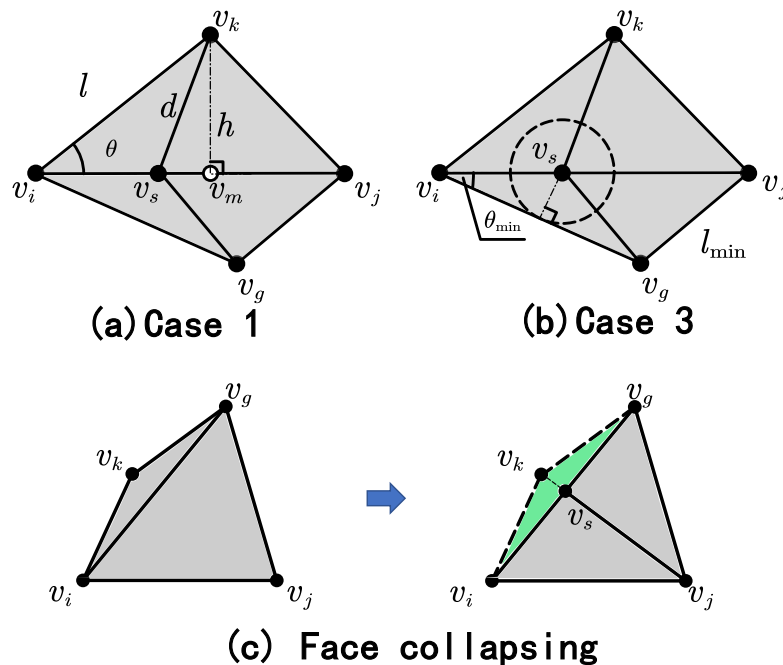 v_k v_k
l d h θ
v_i v_s v_m v_j v_i v_s v_j
θ_min l_min
v_g v_g
(a)Case 1 (b)Case 3
v_g v_g
v_k v_k
v_s
v_i v_j v_i v_j
(c) Face collapsing